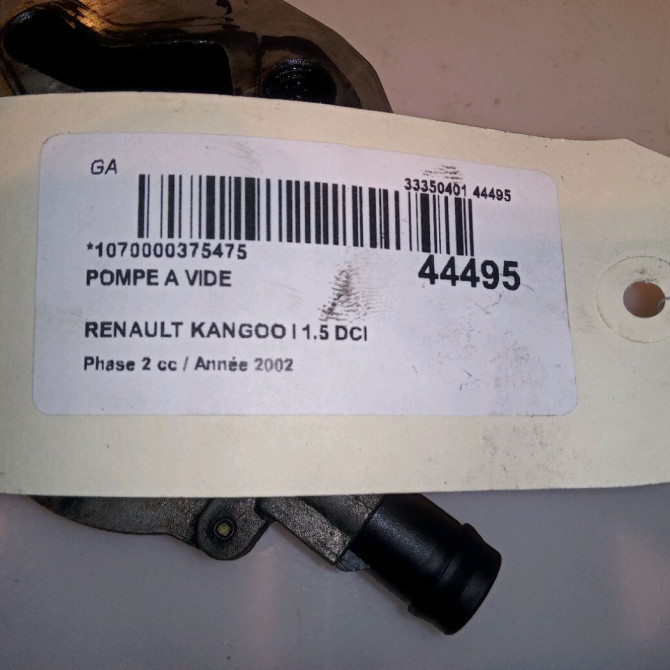 GA
33350401 44495
*1070000375475
44495
POMPE A VIDE
RENAULT KANGOO I 1.5 DCI
Phase 2 cc / Année 2002